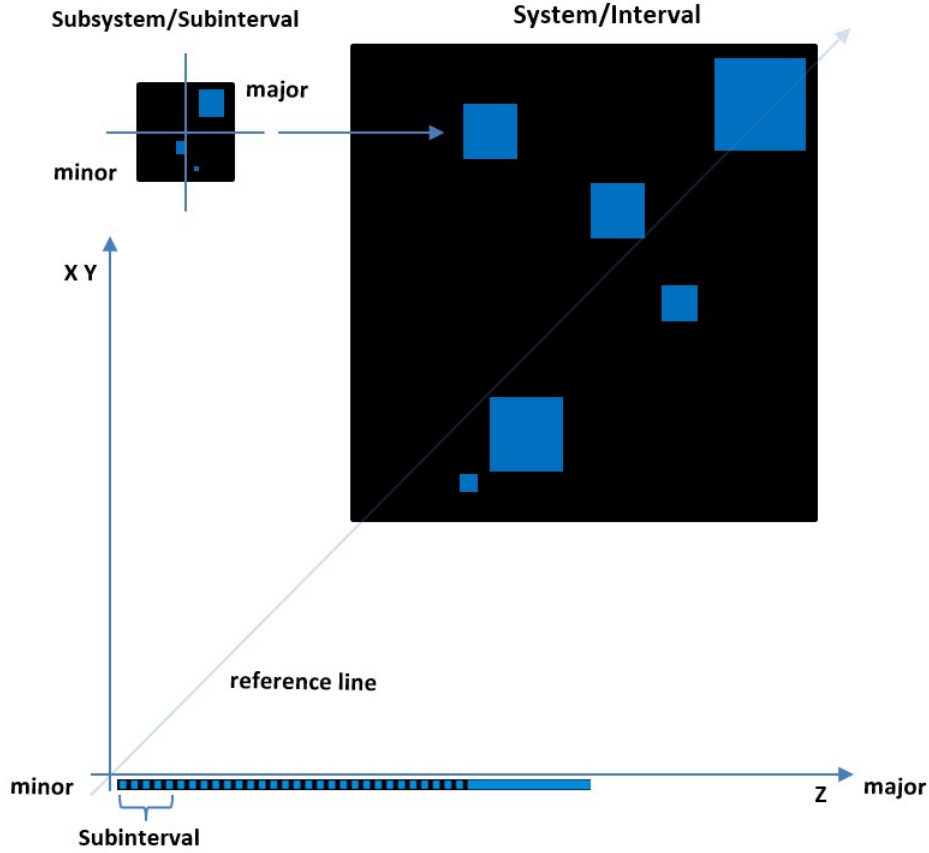 System/Interval
Subsystem/Subinterval
major
minor
X Y
reference line
minor
Z
major
Subinterval